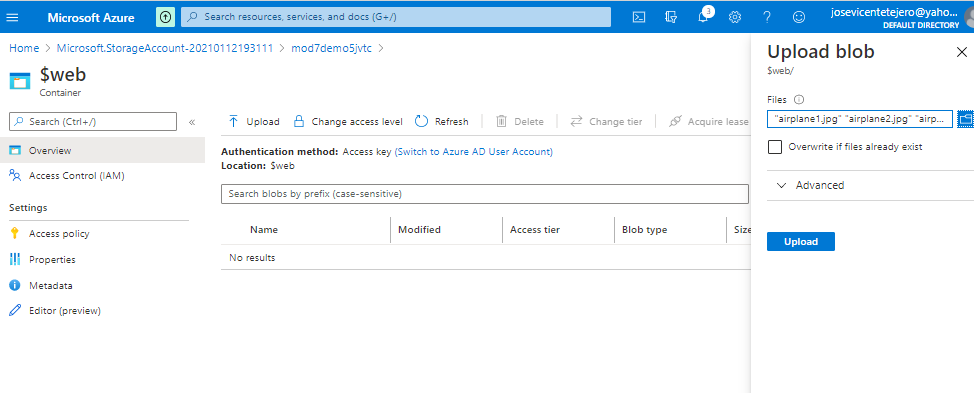 Microsoft Azure
Search resources, services, and docs (G+/)
3
josevicentetejero@yaho...
DEFAULT DIRECTORY
Home > Microsoft.StorageAccount-20210112193111 > mod7demo5jvtc >
$web
Container
Search (Ctrl+/)
«
Overview
Access Control (IAM)
Settings
Access policy
Properties
Metadata
Editor (preview)
Upload
Change access level
Refresh
Delete
Change tier
Acquire lease
Authentication method: Access key (Switch to Azure AD User Account)
Location: $web
Search blobs by prefix (case-sensitive)
Name Modified Access tier Blob type Size
No results
Upload blob
$web/
Files
"airplane1.jpg" "airplane2.jpg" "airp...
Overwrite if files already exist
Advanced
Upload